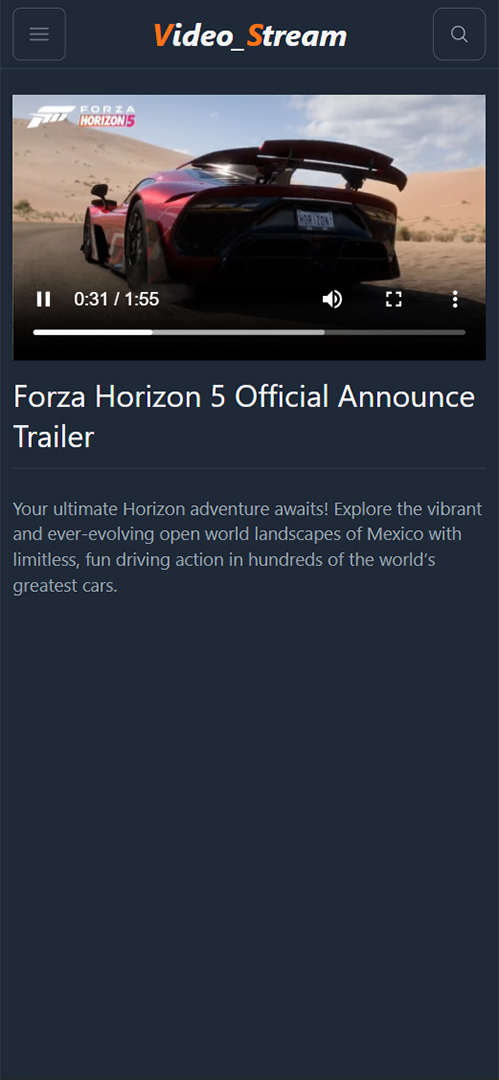 Video_Stream
FORZA
HORIZON 5
HORIZON
0:31 / 1:55
Forza Horizon 5 Official Announce
Trailer
Your ultimate Horizon adventure awaits! Explore the vibrant
and ever-evolving open world landscapes of Mexico with
limitless, fun driving action in hundreds of the world’s
greatest cars.